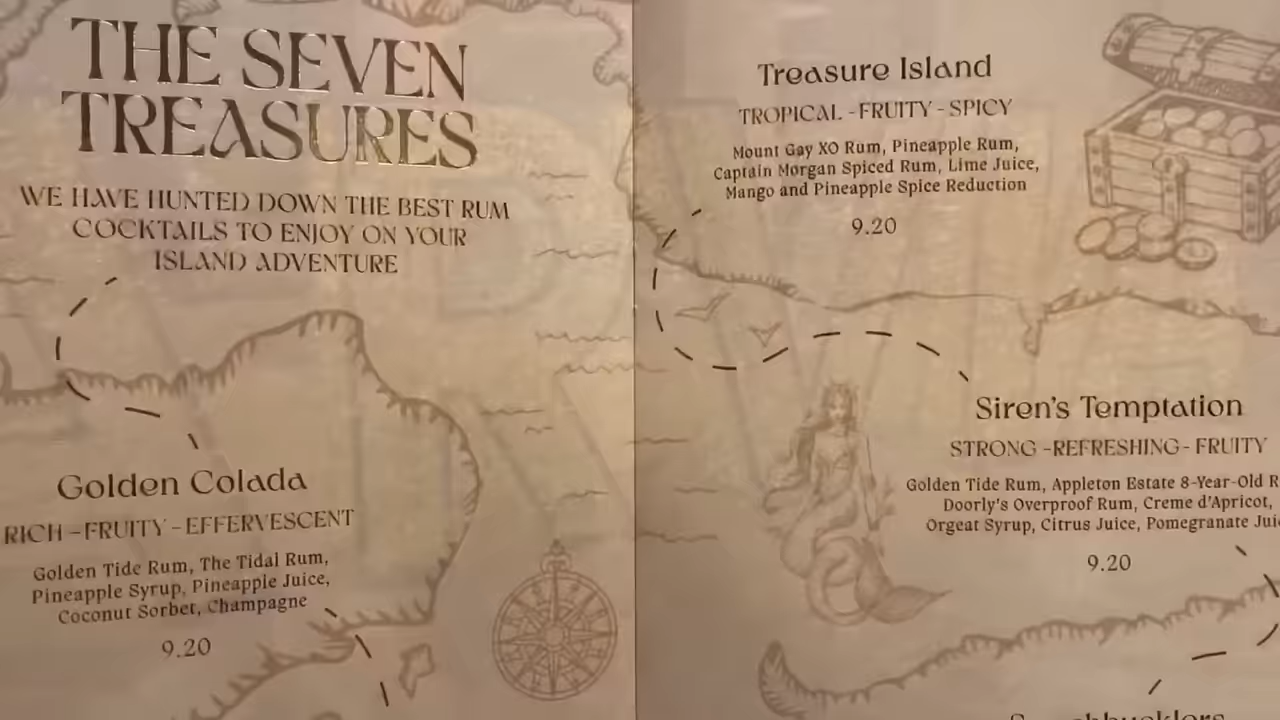 THE SEVEN
TREASURES
WE HAVE HUNTED DOWN THE BEST RUM
COCKTAILS TO ENJOY ON YOUR
ISLAND ADVENTURE
Golden Colada
RICH - FRUITY - EFFERVESCENT
Golden Tide Rum, The Tidal Rum,
Pineapple Syrup, Pineapple Juice,
Coconut Sorbet, Champagne
9.20
Treasure Island
TROPICAL - FRUITY - SPICY
Mount Gay XO Rum, Pineapple Rum,
Captain Morgan Spiced Rum, Lime Juice,
Mango and Pineapple Spice Reduction
9.20
Siren's Temptation
STRONG - REFRESHING - FRUITY
Golden Tide Rum, Appleton Estate 8-Year-Old
Doorly's Overproof Rum, Creme d'Apricot,
Orgeat Syrup, Citrus Juice, Pomegranate
9.20